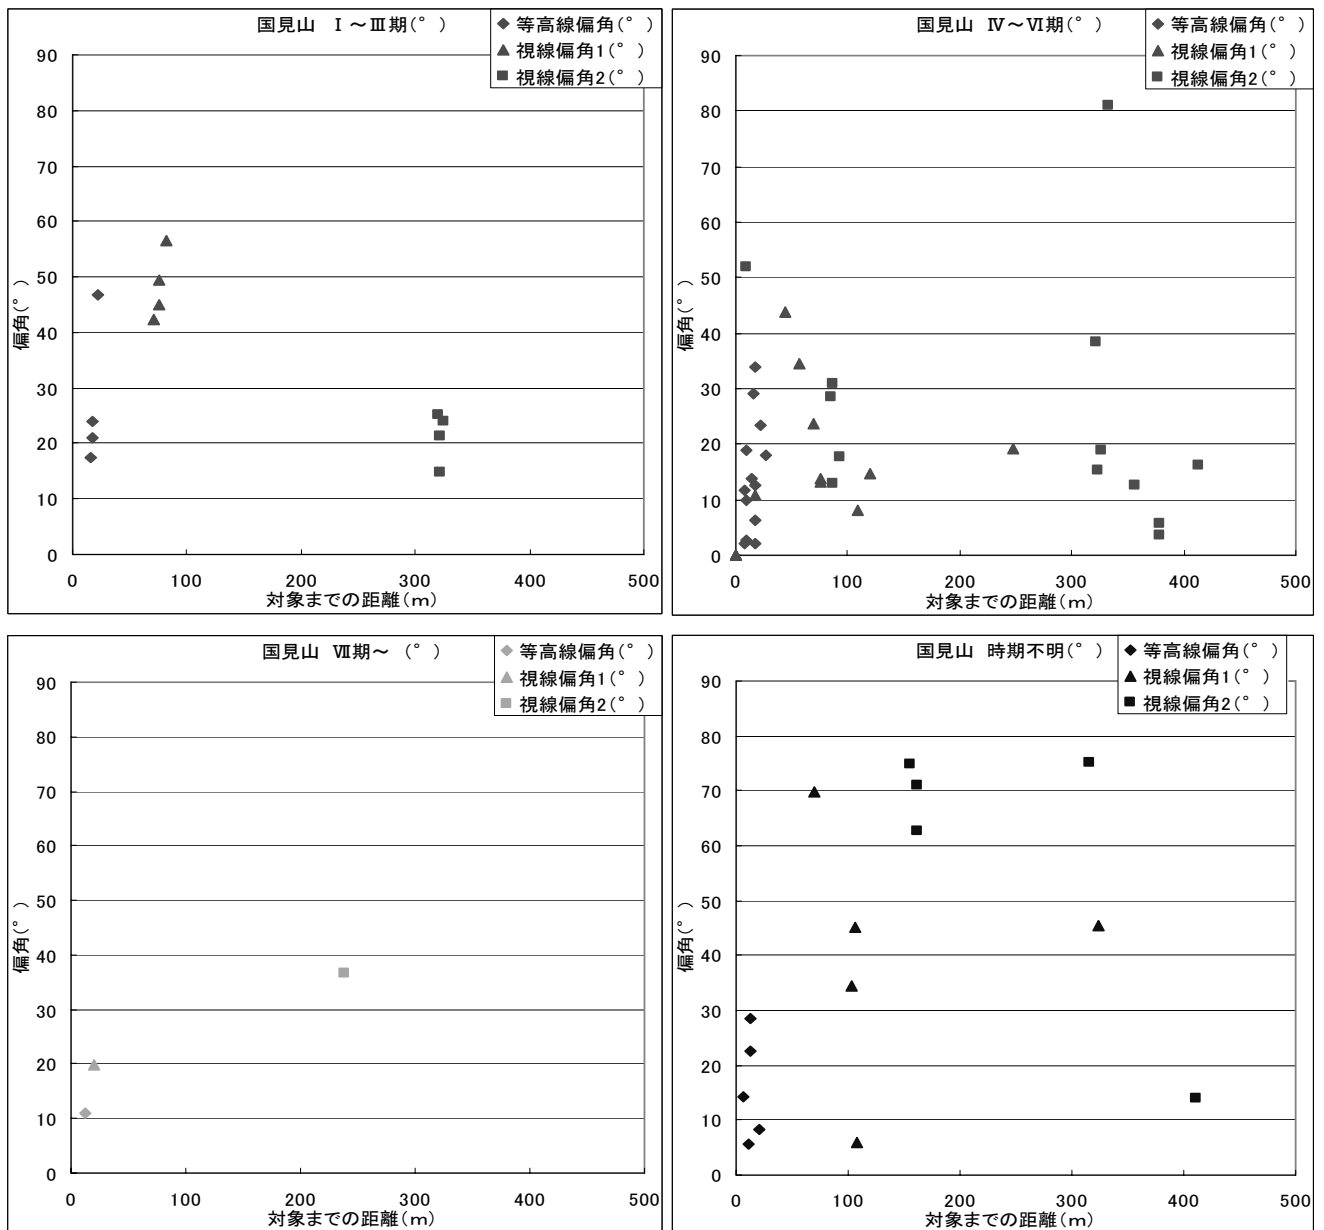 国見山 Ⅰ～Ⅲ期(°)
◆ 等高線偏角(°)
▲ 視線偏角1(°)
■ 視線偏角2(°)
90
80
70
60
50
40
30
20
10
0
偏角(°)
0 100 200 300 400 500
対象までの距離(m)
国見山 Ⅳ～Ⅵ期(°)
◆ 等高線偏角(°)
▲ 視線偏角1(°)
■ 視線偏角2(°)
90
80
70
60
50
40
30
20
10
0
偏角(°)
0 100 200 300 400 500
対象までの距離(m)
国見山 Ⅶ期～ (°)
◆ 等高線偏角(°)
▲ 視線偏角1(°)
■ 視線偏角2(°)
90
80
70
60
50
40
30
20
10
0
偏角(°)
0 100 200 300 400 500
対象までの距離(m)
国見山 時期不明(°)
◆ 等高線偏角(°)
▲ 視線偏角1(°)
■ 視線偏角2(°)
90
80
70
60
50
40
30
20
10
0
偏角(°)
0 100 200 300 400 500
対象までの距離(m)